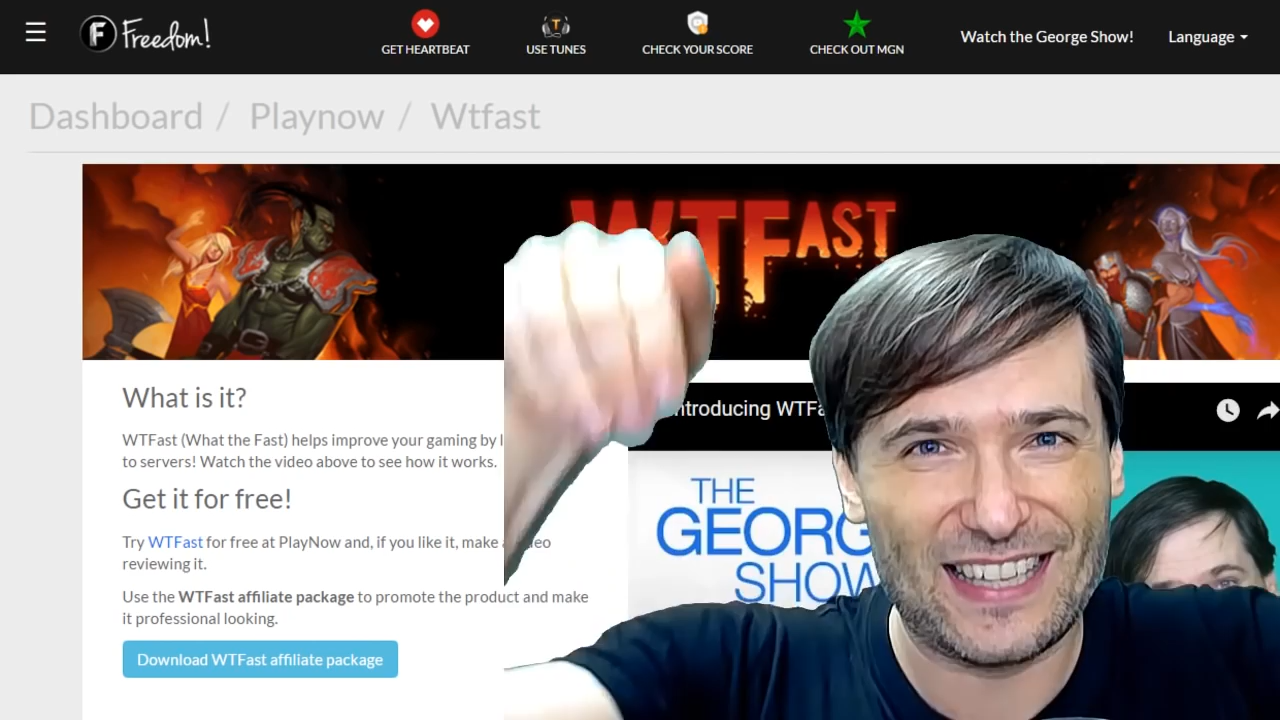 Freedom!
GET HEARTBEAT
USE TUNES
CHECK YOUR SCORE
CHECK OUT MGN
Watch the George Show!
Language
Dashboard / Playnow / Wtfast
WTFAST
What is it?
WTFast (What the Fast) helps improve your gaming by
to servers! Watch the video above to see how it works.
Get it for free!
Try WTFast for free at PlayNow and, if you like it, make
reviewing it.
Use the WTFast affiliate package to promote the product and make
it professional looking.
Download WTFast affiliate package
ntroducing WTFa
THE
GEORG
SHOW